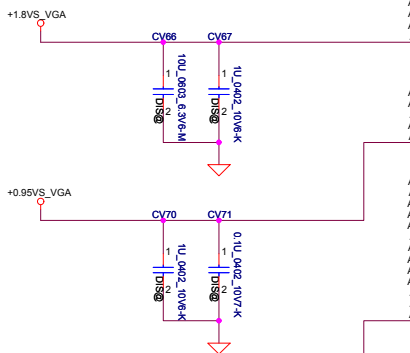 +1.8VS_VGA
CV66
CV67
1
2
10U_0603_6.3V6-M
DIS@
1
2
1U_0402_10V6-K
DIS@
+0.95VS_VGA
CV70
CV71
1
2
1U_0402_10V6-K
DIS@
1
2
0.1U_0402_10V7-K
DIS@